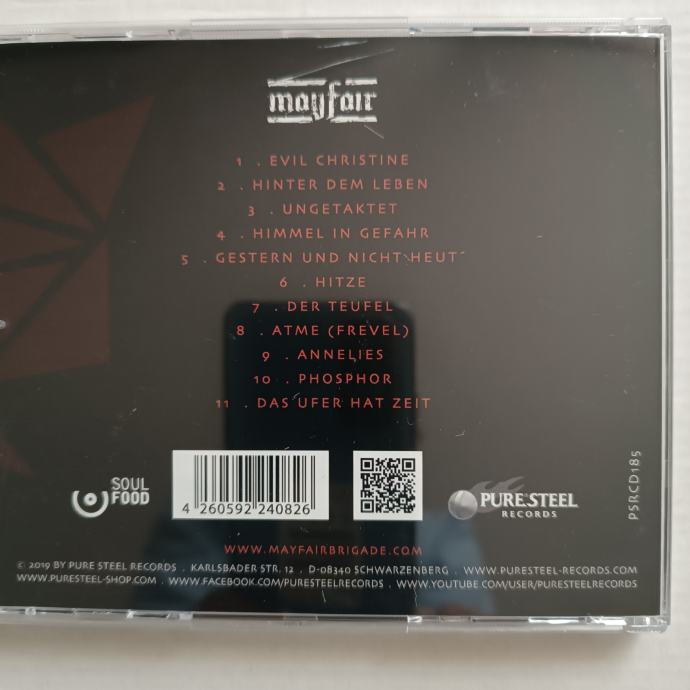 mayfair
1 . EVIL CHRISTINE
2 . HINTER DEM LEBEN
3 . UNGETAKTET
4 . HIMMEL IN GEFAHR
5 . GESTERN UND NICHT HEUT
6 . HITZE
7 . DER TEUFEL
8 . ATME (FREVEL)
9 . ANNELIES
10 . PHOSPHOR
11 . DAS UFER HAT ZEIT
SOUL
FOOD
4 260592 240826
PURE STEEL
RECORDS
PSRCD185
WWW.MAYFAIRBRIGADE.COM
© 2019 BY PURE STEEL RECORDS . KARLSBADER STR. 12 . D-08340 SCHWARZENBERG . WWW.PURESTEEL-RECORDS.COM
WWW.PURESTEEL-SHOP.COM . WWW.FACEBOOK.COM/PURESTEELRECORDS . WWW.YOUTUBE.COM/USER/PURESTEELRECORDS